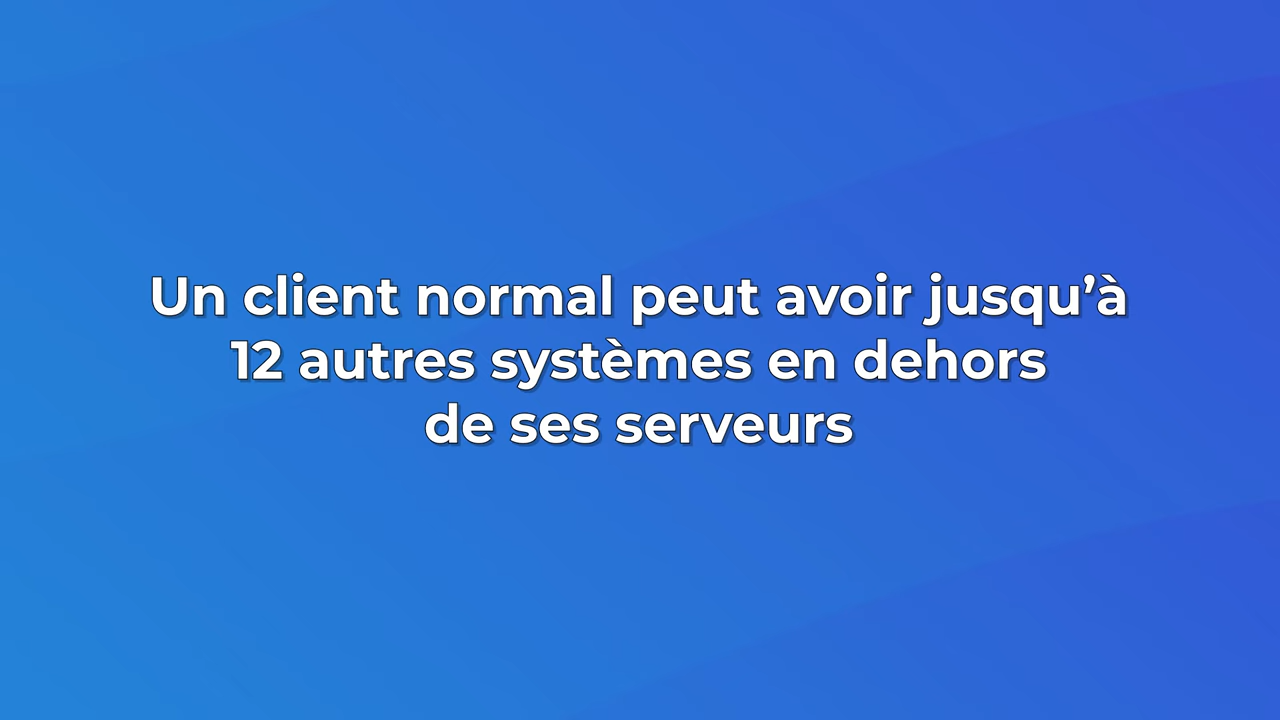 Un client normal peut avoir jusqu’à
12 autres systèmes en dehors
de ses serveurs